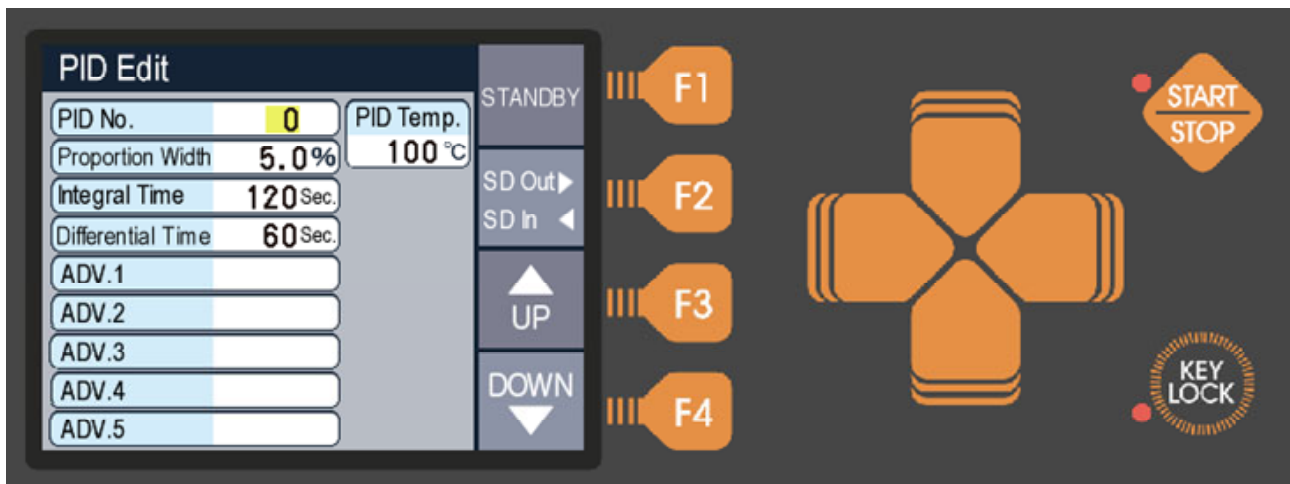 PID Edit
PID No. 0
PID Temp.
100 °C
Proportion Width 5.0%
Integral Time 120 Sec.
Differential Time 60 Sec.
ADV.1
ADV.2
ADV.3
ADV.4
ADV.5
STANDBY
SD Out▶
SD In ◀
UP
DOWN
F1
F2
F3
F4
START
STOP
KEY
LOCK